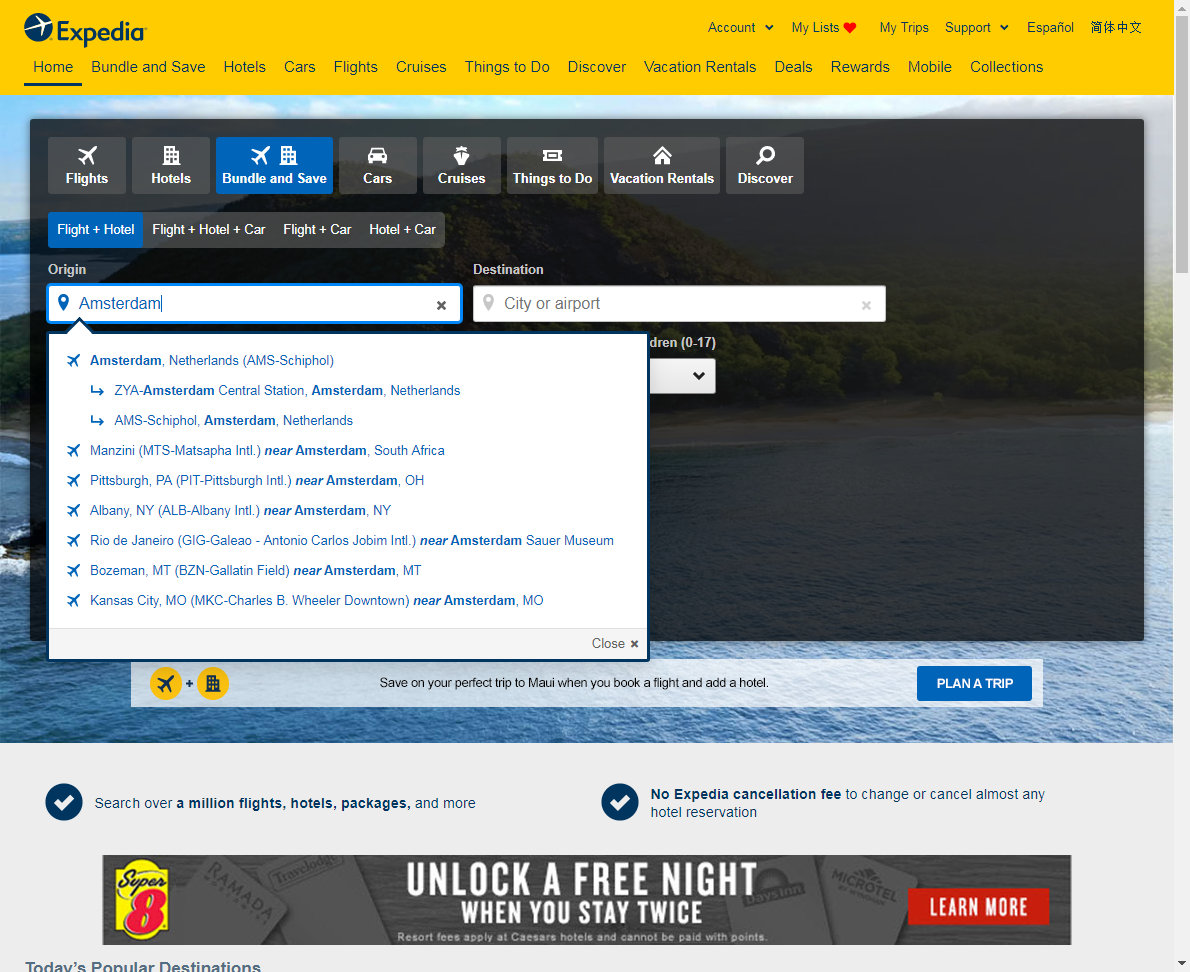 Expedia
Account
My Lists
My Trips
Support
Español
简体中文
Home
Bundle and Save
Hotels
Cars
Flights
Cruises
Things to Do
Discover
Vacation Rentals
Deals
Rewards
Mobile
Collections
Flights
Hotels
Bundle and Save
Cars
Cruises
Things to Do
Vacation Rentals
Discover
Flight + Hotel
Flight + Hotel + Car
Flight + Car
Hotel + Car
Origin
Destination
Amsterdam
City or airport
dren (0-17)
Amsterdam, Netherlands (AMS-Schiphol)
ZYA-Amsterdam Central Station, Amsterdam, Netherlands
AMS-Schiphol, Amsterdam, Netherlands
Manzini (MTS-Matsapha Intl.) near Amsterdam, South Africa
Pittsburgh, PA (PIT-Pittsburgh Intl.) near Amsterdam, OH
Albany, NY (ALB-Albany Intl.) near Amsterdam, NY
Rio de Janeiro (GIG-Galeao - Antonio Carlos Jobim Intl.) near Amsterdam Sauer Museum
Bozeman, MT (BZN-Gallatin Field) near Amsterdam, MT
Kansas City, MO (MKC-Charles B. Wheeler Downtown) near Amsterdam, MO
Close
+
Save on your perfect trip to Maui when you book a flight and add a hotel.
PLAN A TRIP
Search over a million flights, hotels, packages, and more
No Expedia cancellation fee to change or cancel almost any
hotel reservation
Super
8
RAMADA
Travelodge
UNLOCK A FREE NIGHT
WHEN YOU STAY TWICE
Resort fees apply at Caesars hotels and cannot be paid with points.
Days Inn
MICROTEL
LEARN MORE
Today's Popular Destinations